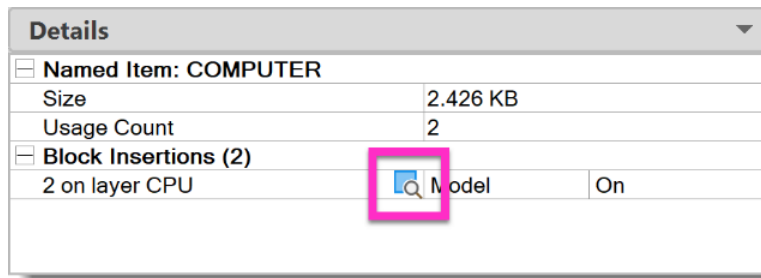 Details
Named Item: COMPUTER
Size 2.426 KB
Usage Count 2
Block Insertions (2)
2 on layer CPU Model On